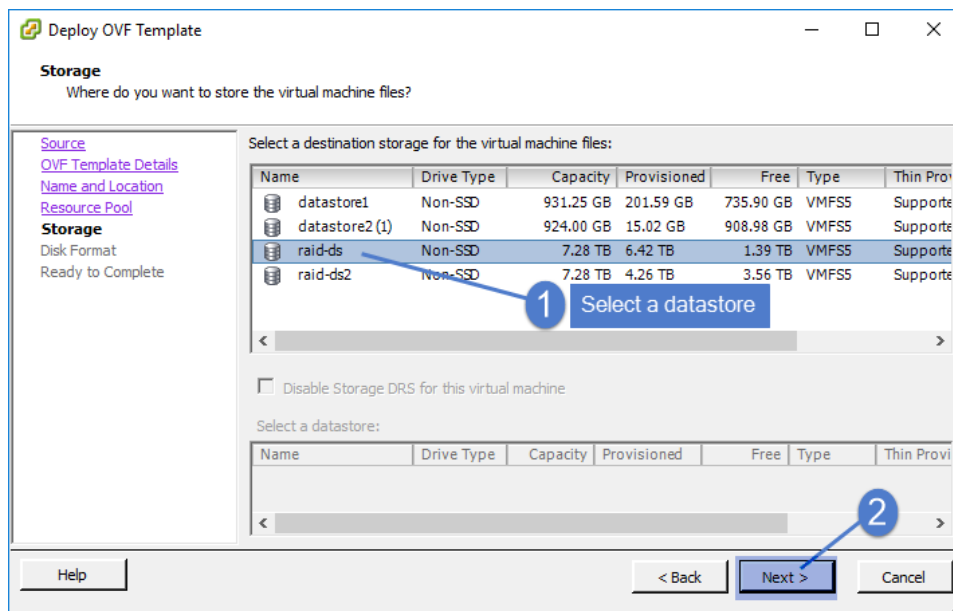 Deploy OVF Template
Storage
Where do you want to store the virtual machine files?
Source
OVF Template Details
Name and Location
Resource Pool
Storage
Disk Format
Ready to Complete
Select a destination storage for the virtual machine files:
Name Drive Type Capacity Provisioned Free Type Thin Prov
datastore1 Non-SSD 931.25 GB 201.59 GB 735.90 GB VMFS5 Supporte
datastore2 (1) Non-SSD 924.00 GB 15.02 GB 908.98 GB VMFS5 Supporte
raid-ds Non-SSD 7.28 TB 6.42 TB 1.39 TB VMFS5 Supporte
raid-ds2 Non-SSD 7.28 TB 4.26 TB 3.56 TB VMFS5 Supporte
1 Select a datastore
Disable Storage DRS for this virtual machine
Select a datastore:
Name Drive Type Capacity Provisioned Free Type Thin Provi
2
Help < Back Next > Cancel